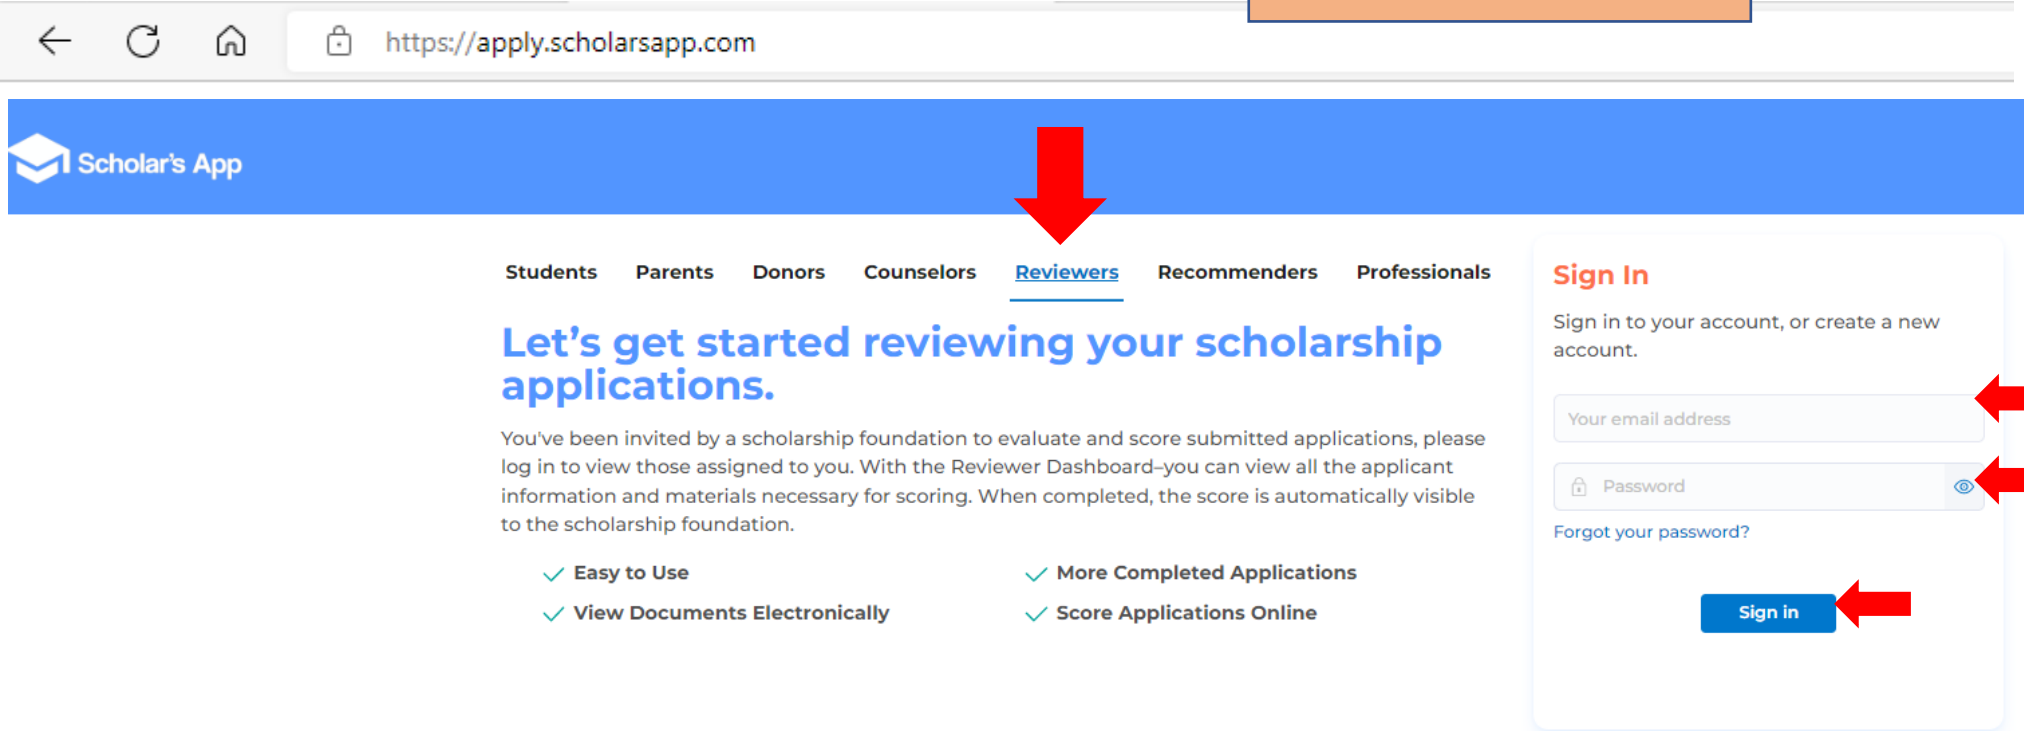 https://apply.scholarsapp.com
Scholar's App
Students Parents Donors Counselors Reviewers Recommenders Professionals
Let's get started reviewing your scholarship
applications.
You've been invited by a scholarship foundation to evaluate and score submitted applications, please
log in to view those assigned to you. With the Reviewer Dashboard–you can view all the applicant
information and materials necessary for scoring. When completed, the score is automatically visible
to the scholarship foundation.
Easy to Use
More Completed Applications
View Documents Electronically
Score Applications Online
Sign In
Sign in to your account, or create a new
account.
Your email address
Password
Forgot your password?
Sign in